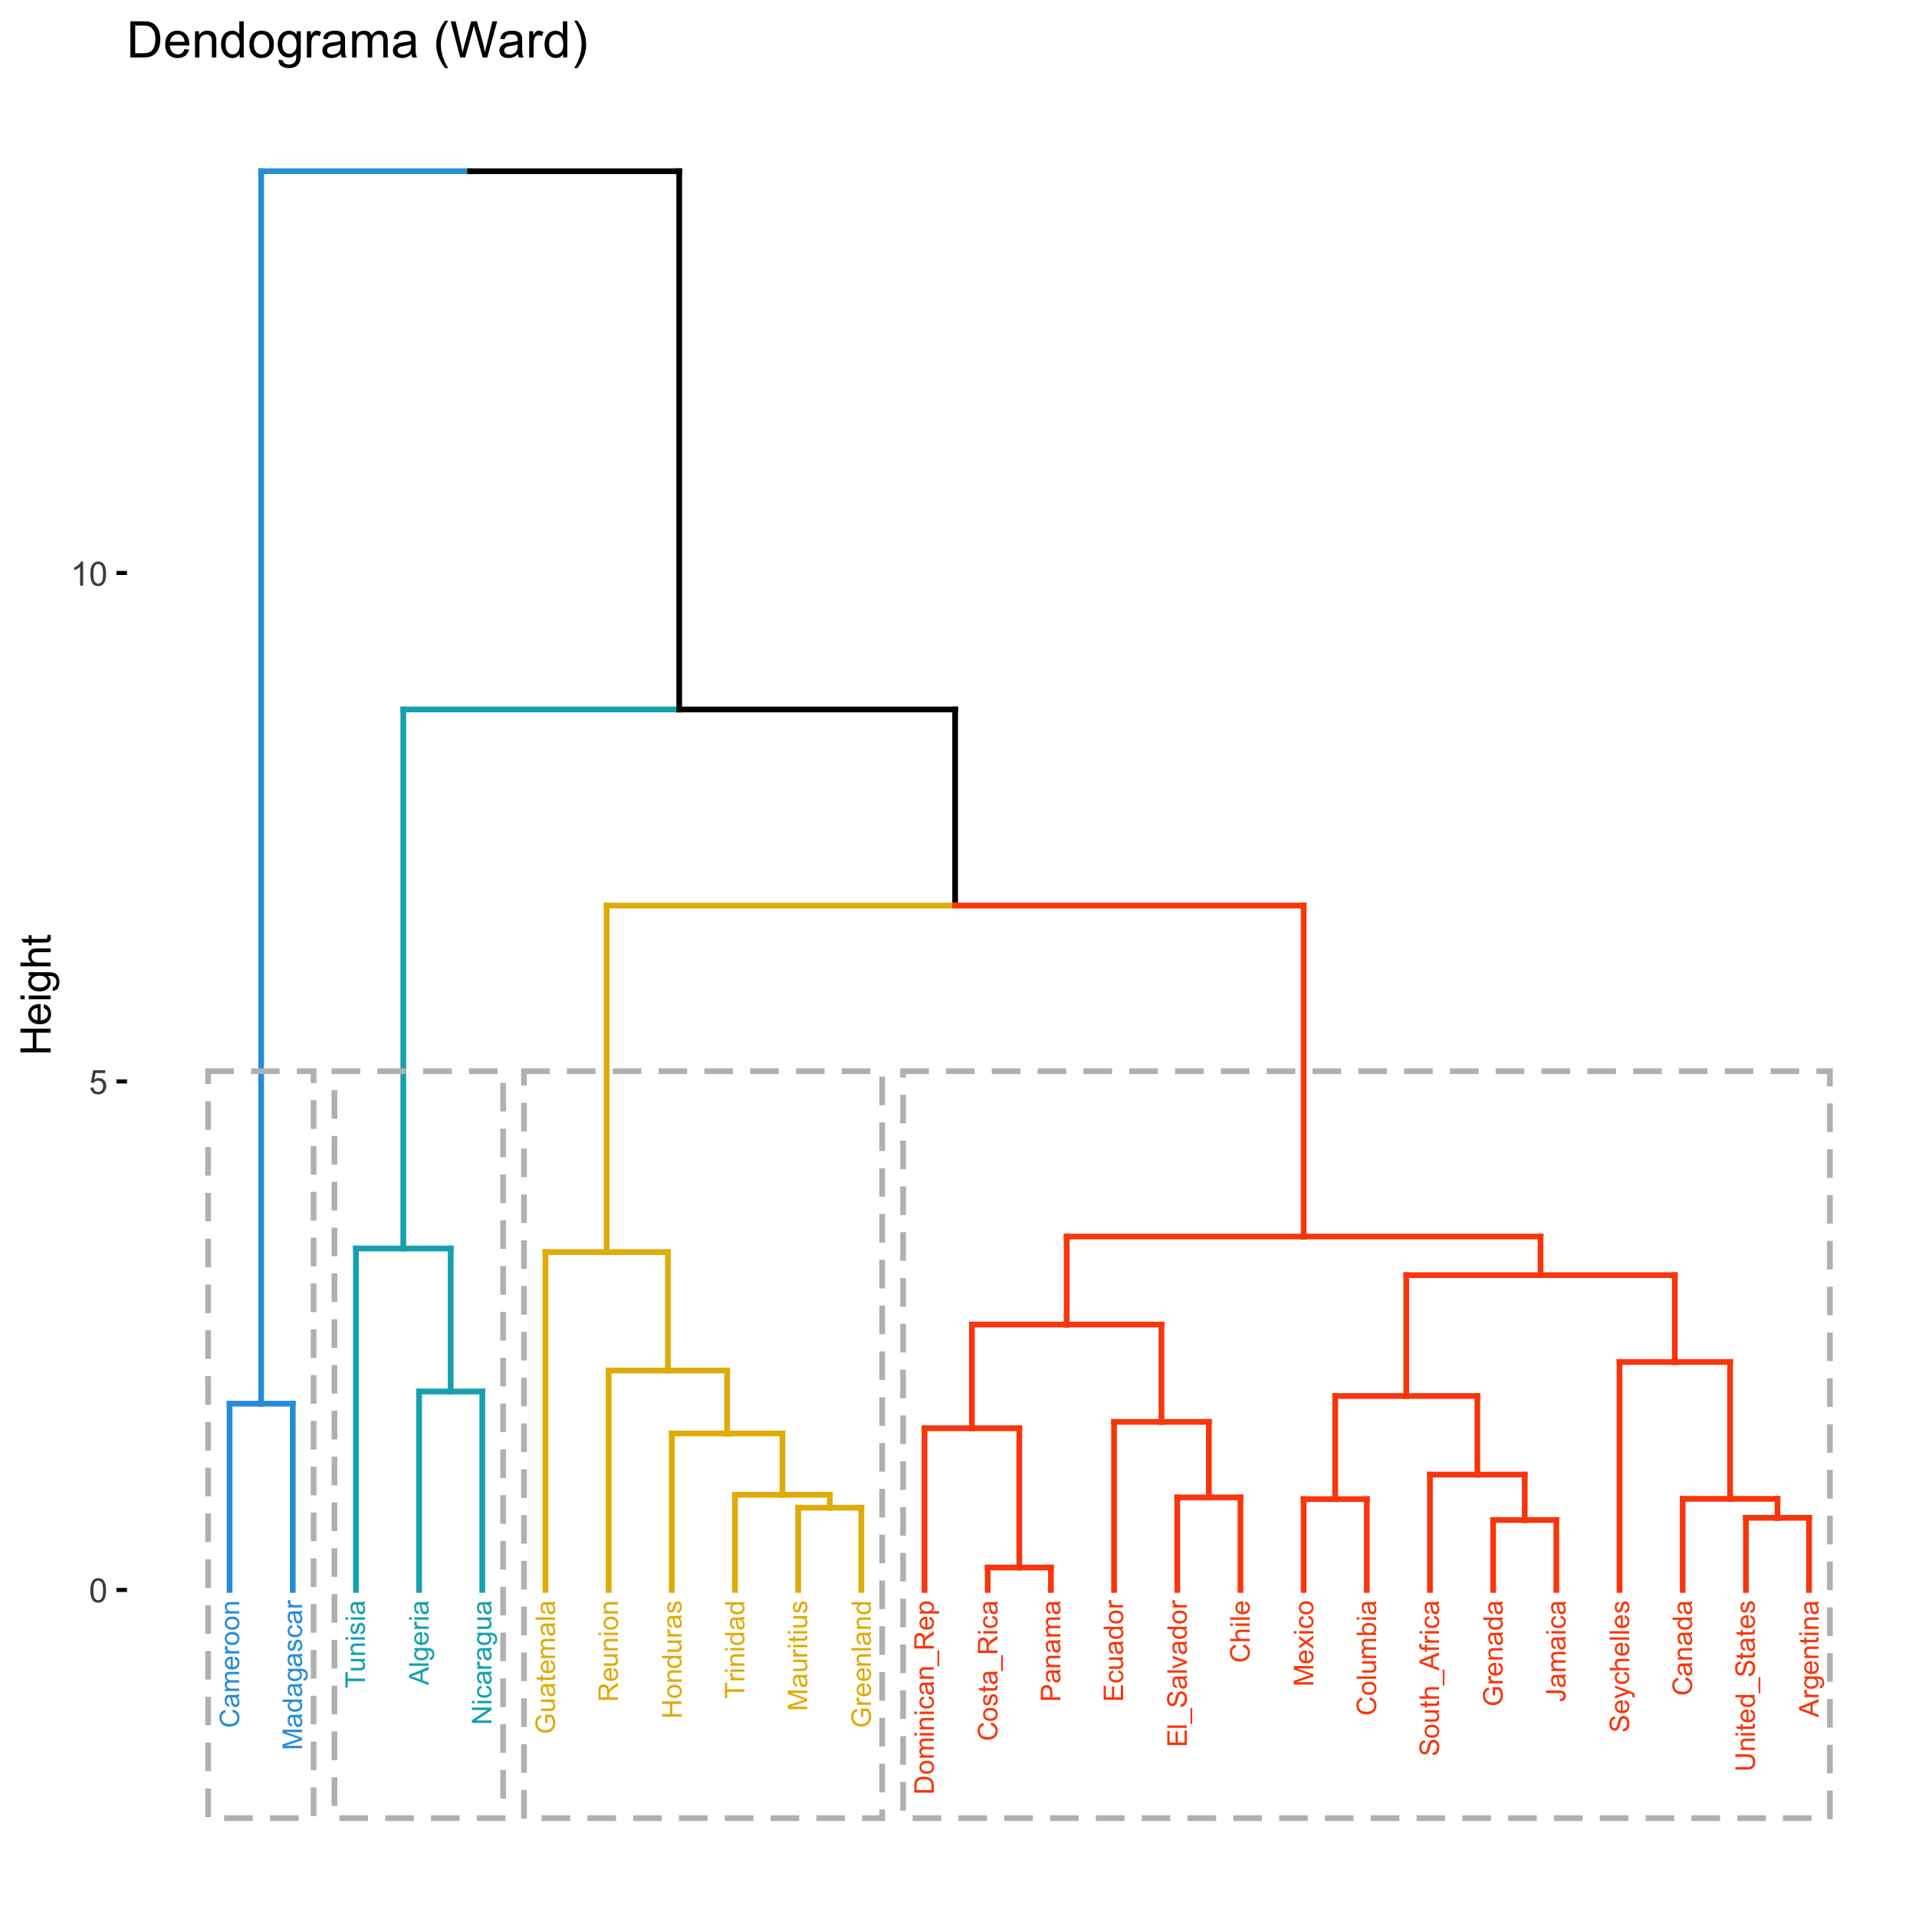 Dendograma (Ward)
Height
10
5
0
Cameroon
Madagascar
Tunisia
Algeria
Nicaragua
Guatemala
Reunion
Honduras
Trinidad
Mauritius
Greenland
Dominican_Rep
Costa_Rica
Panama
Ecuador
El_Salvador
Chile
Mexico
Columbia
South_Africa
Grenada
Jamaica
Seychelles
Canada
United_States
Argentina